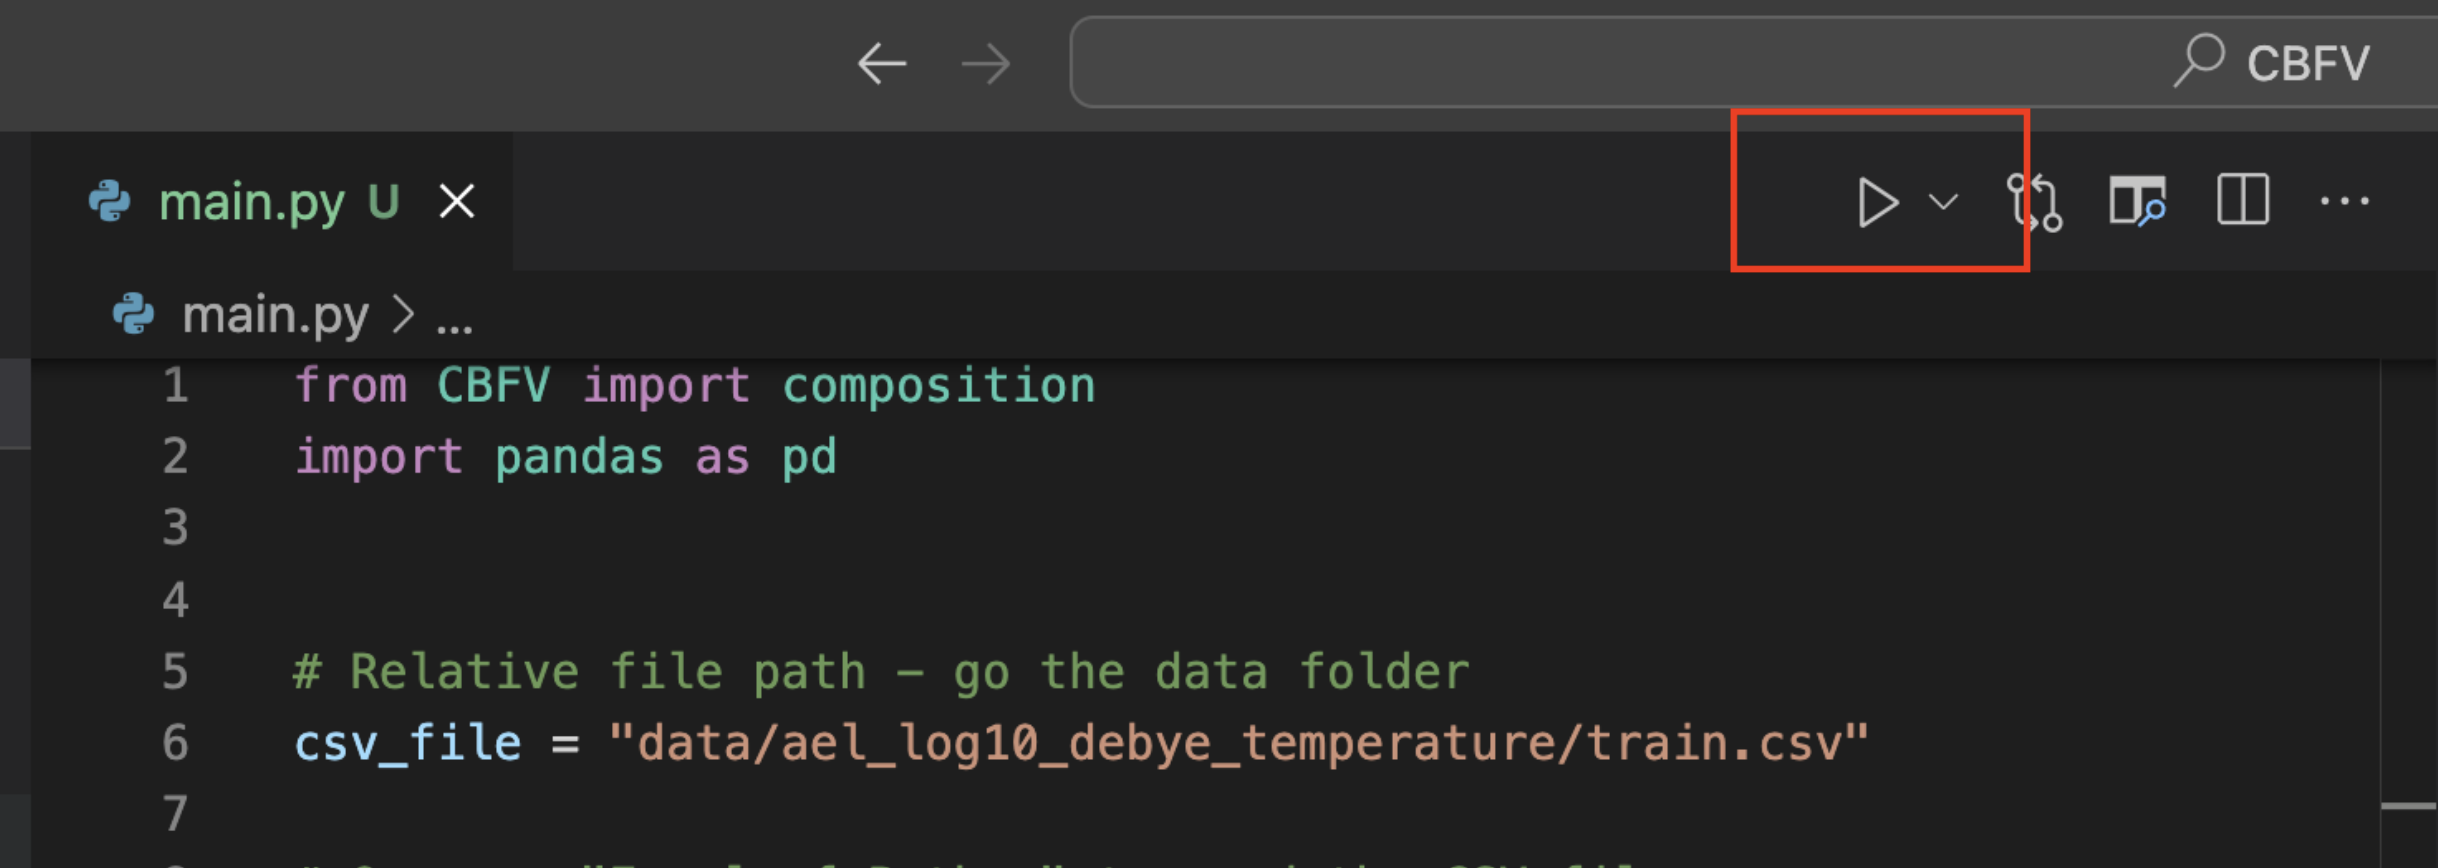 CBFV
main.py U
main.py > ...
1 from CBFV import composition
2 import pandas as pd
3
4
5 # Relative file path – go the data folder
6 csv_file = "data/ael_log10_debye_temperature/train.csv"
7